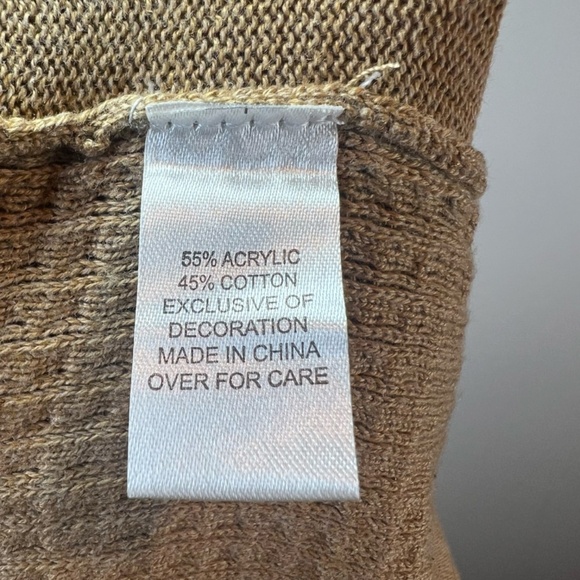 55% ACRYLIC
45% COTTON
EXCLUSIVE OF
DECORATION
MADE IN CHINA
OVER FOR CARE